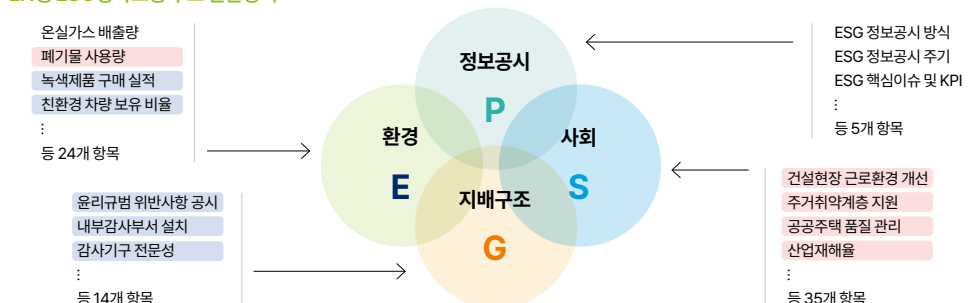 온실가스 배출량
폐기물 사용량
녹색제품 구매 실적
친환경 차량 보유 비율
⋮
등 24개 항목
윤리규범 위반사항 공시
내부감사부서 설치
감사기구 전문성
⋮
등 14개 항목
정보공시
P
환경
E
사회
S
지배구조
G
ESG 정보공시 방식
ESG 정보공시 주기
ESG 핵심이슈 및 KPI
⋮
등 5개 항목
건설현장 근로환경 개선
주거취약계층 지원
공공주택 품질 관리
산업재해율
⋮
등 35개 항목